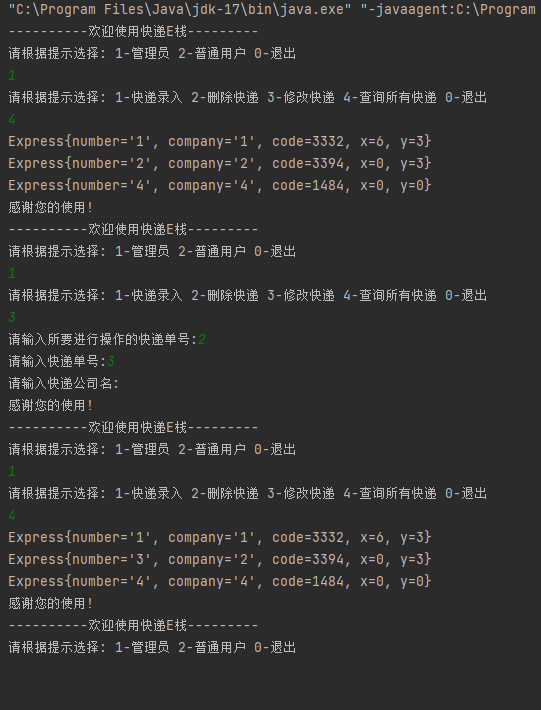 "C:\Program Files\Java\jdk-17\bin\java.exe" "-javaagent:C:\Program
----------欢迎使用快递E栈---------
请根据提示选择: 1-管理员 2-普通用户 0-退出
1
请根据提示选择: 1-快递录入 2-删除快递 3-修改快递 4-查询所有快递 0-退出
4
Express{number='1', company='1', code=3332, x=6, y=3}
Express{number='2', company='2', code=3394, x=0, y=3}
Express{number='4', company='4', code=1484, x=0, y=0}
感谢您的使用!
----------欢迎使用快递E栈---------
请根据提示选择: 1-管理员 2-普通用户 0-退出
1
请根据提示选择: 1-快递录入 2-删除快递 3-修改快递 4-查询所有快递 0-退出
3
请输入所要进行操作的快递单号:2
请输入快递单号:3
请输入快递公司名:
感谢您的使用!
----------欢迎使用快递E栈---------
请根据提示选择: 1-管理员 2-普通用户 0-退出
1
请根据提示选择: 1-快递录入 2-删除快递 3-修改快递 4-查询所有快递 0-退出
4
Express{number='1', company='1', code=3332, x=6, y=3}
Express{number='3', company='2', code=3394, x=0, y=3}
Express{number='4', company='4', code=1484, x=0, y=0}
感谢您的使用!
----------欢迎使用快递E栈---------
请根据提示选择: 1-管理员 2-普通用户 0-退出